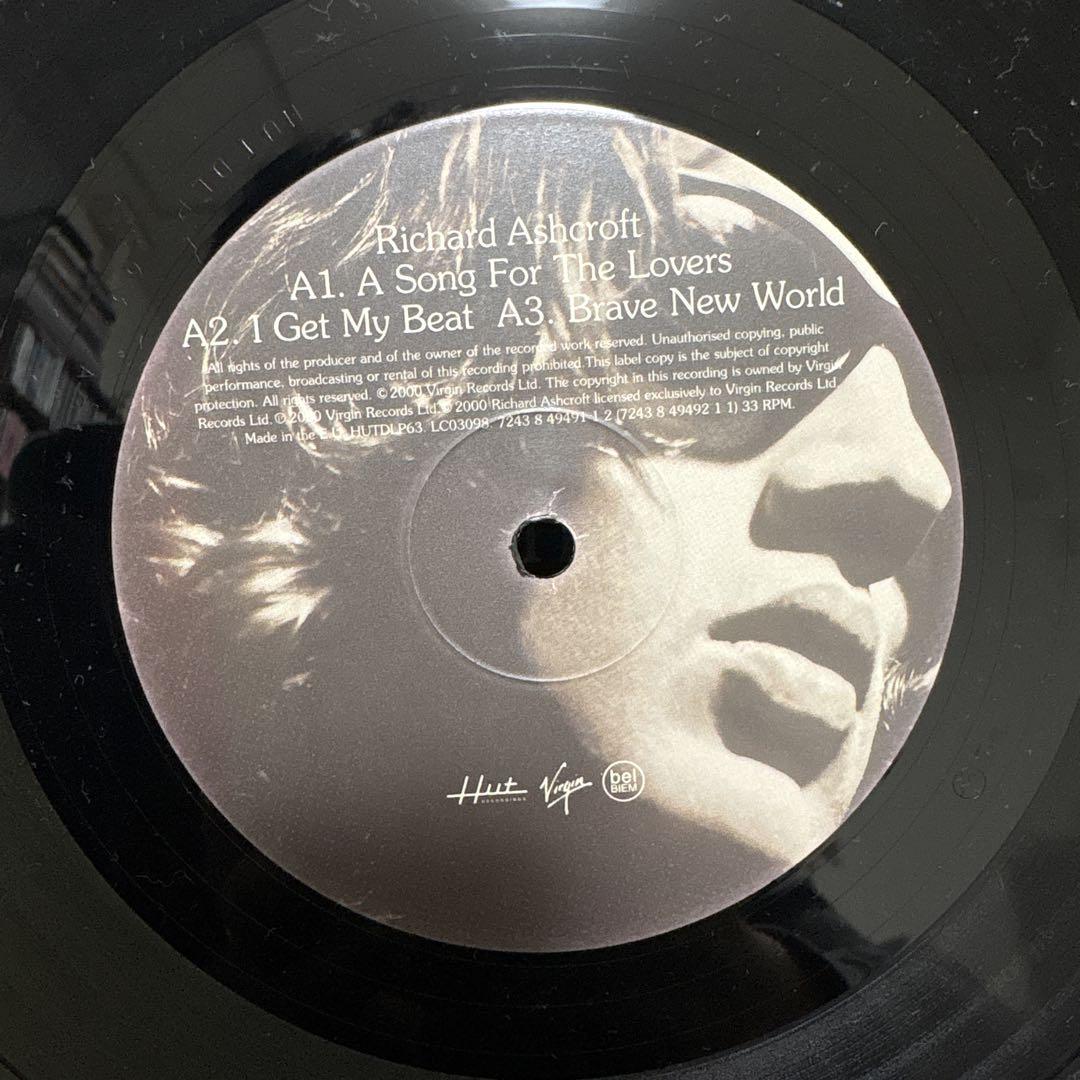 Richard Ashcroft
A1. A Song For The Lovers
A2. I Get My Beat A3. Brave New World
All rights of the producer and of the owner of the recorded work reserved. Unauthorised copying, public
performance, broadcasting or rental of this recording prohibited. This label copy is the subject of copyright
protection. All rights reserved. © 2000 Virgin Records Ltd. The copyright in this recording is owned by Virgin
Records Ltd. ℗ 2000 Virgin Records Ltd. 2000 Richard Ashcroft licensed exclusively to Virgin Records Ltd.
Made in the E.U. HUTDLP63. LC03098. 7243 8 49491 1 2 (7243 8 49492 1 1) 33 RPM.
Hut Virgin bel
RECORDINGS BIEM